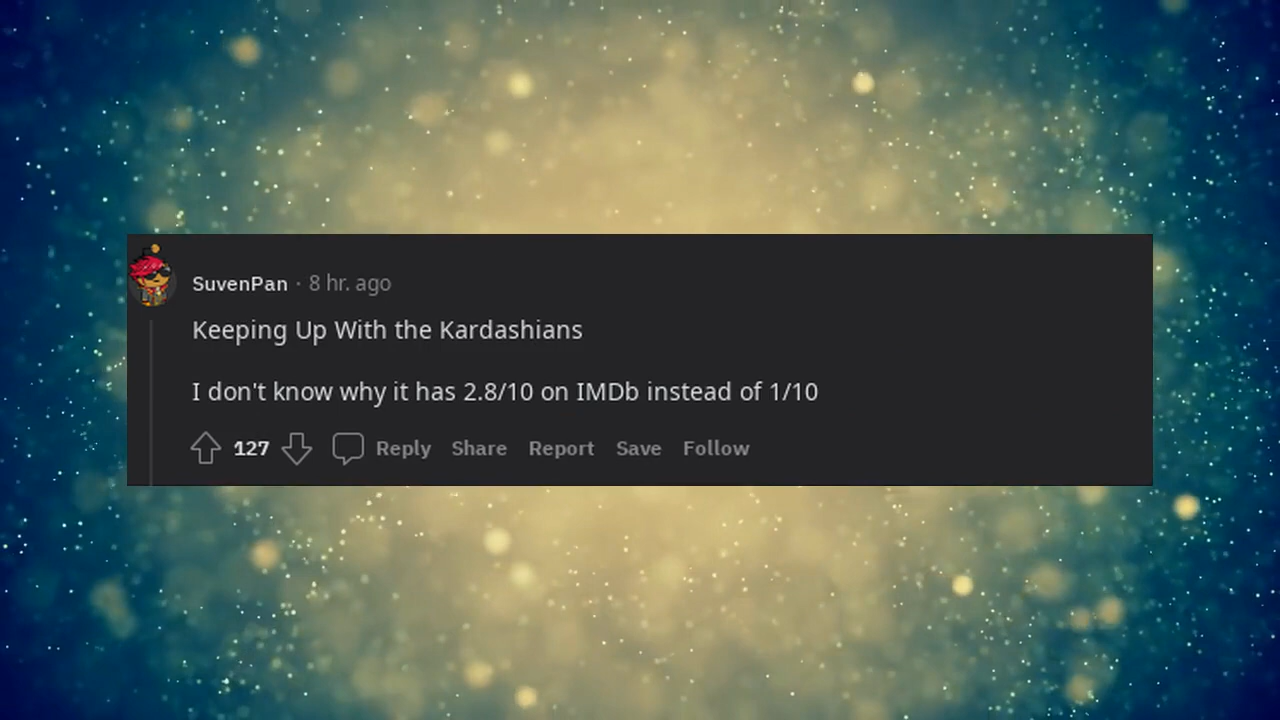 SuvenPan · 8 hr. ago
Keeping Up With the Kardashians
I don't know why it has 2.8/10 on IMDb instead of 1/10
127 Reply Share Report Save Follow